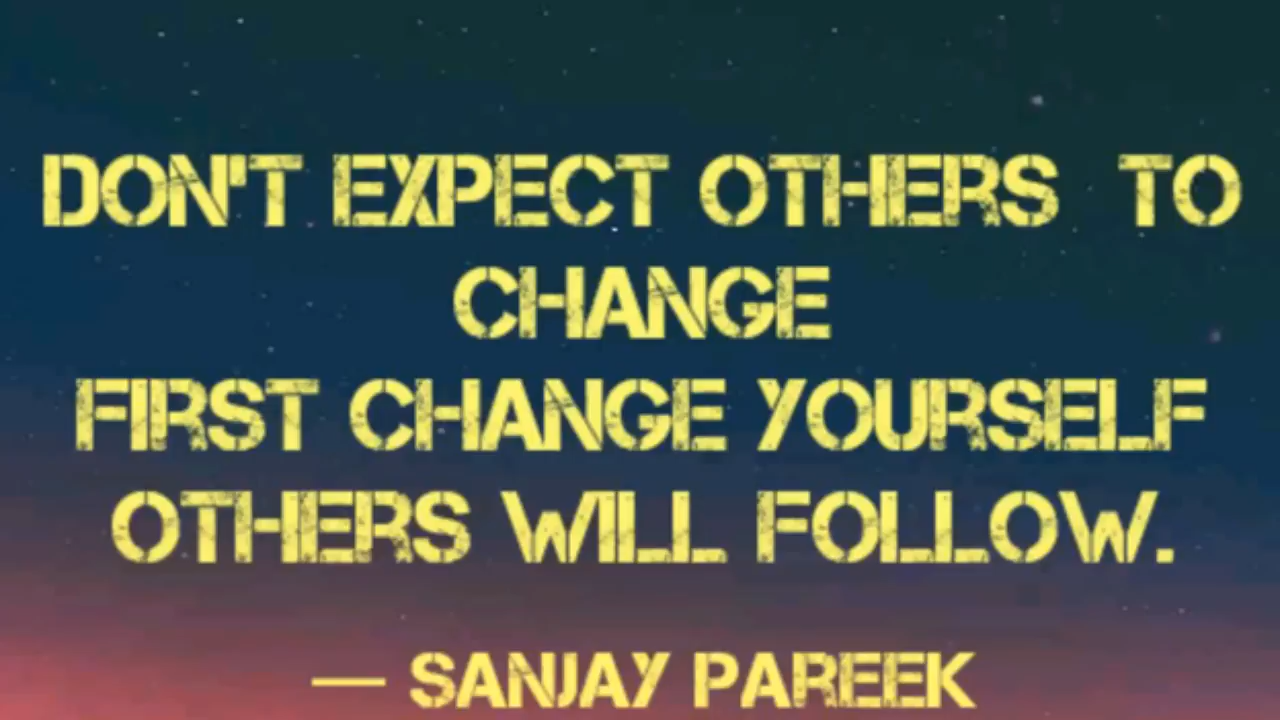 DON'T EXPECT OTHERS TO
CHANGE
FIRST CHANGE YOURSELF
OTHERS WILL FOLLOW.
— SANJAY PAREEK